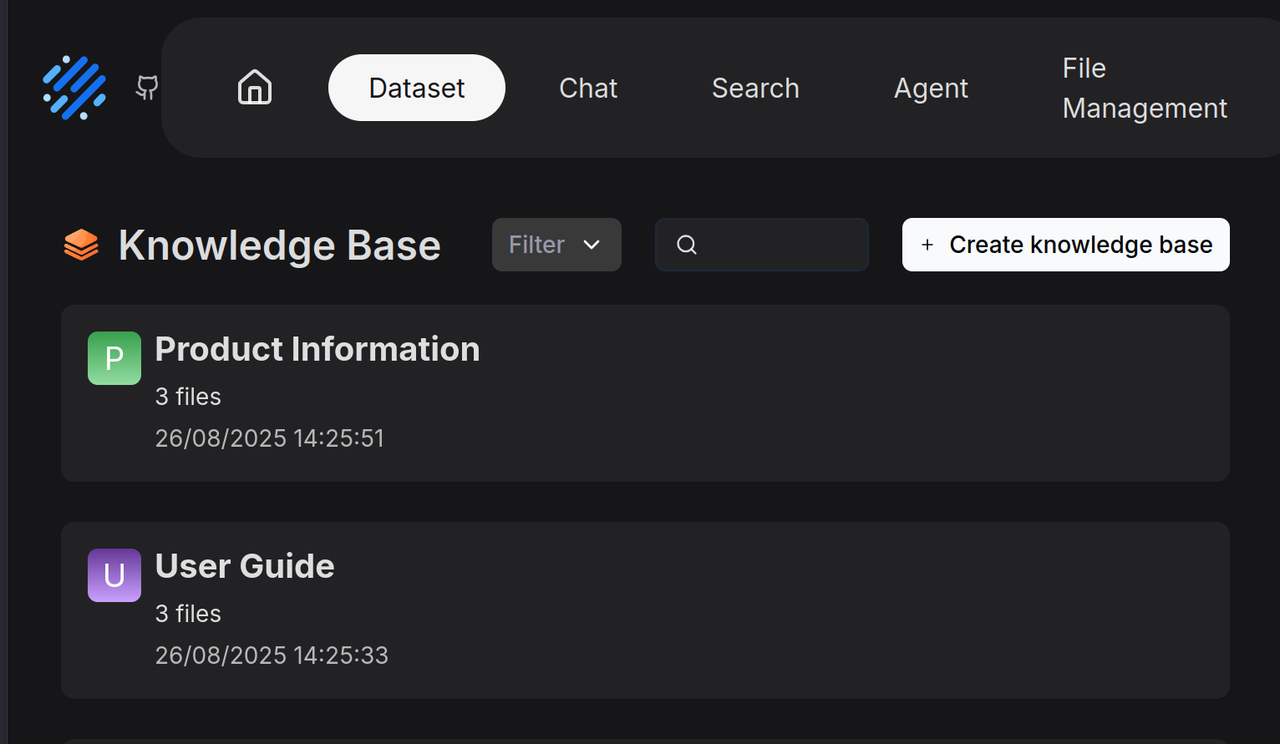 Dataset
Chat
Search
Agent
File
Management
Knowledge Base
Filter
+ Create knowledge base
P
Product Information
3 files
26/08/2025 14:25:51
U
User Guide
3 files
26/08/2025 14:25:33